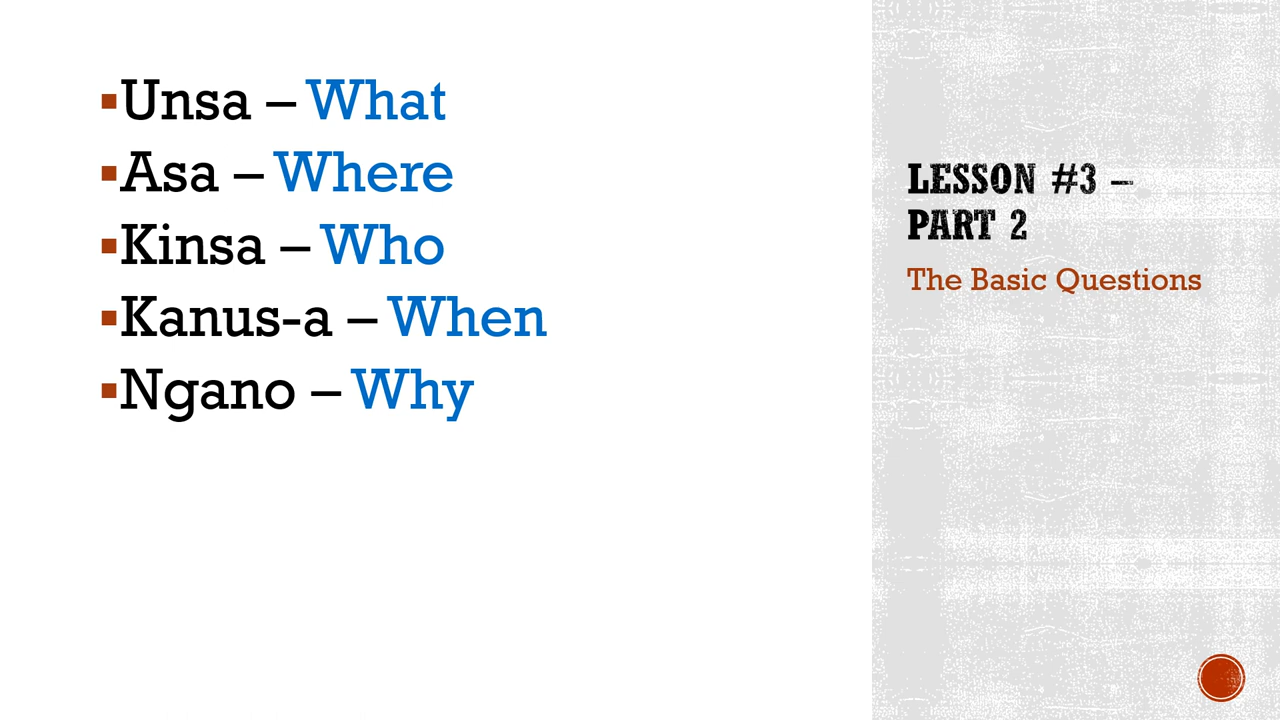 ▪Unsa – What
▪Asa – Where
▪Kinsa – Who
▪Kanus-a – When
▪Ngano – Why
LESSON #3 –
PART 2
The Basic Questions